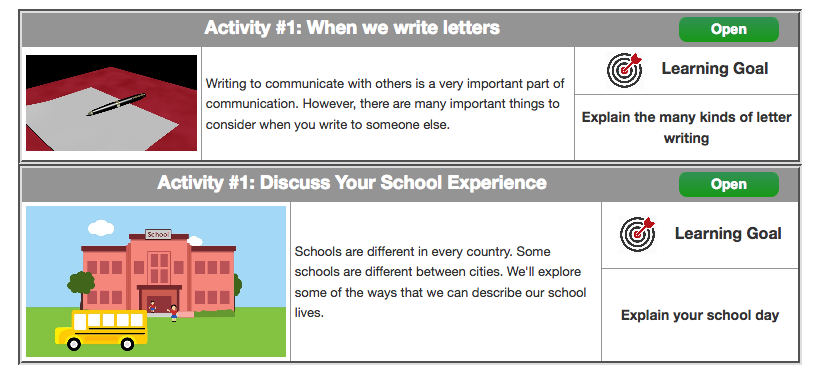 Activity #1: When we write letters
Open
Writing to communicate with others is a very important part of
communication. However, there are many important things to
consider when you write to someone else.
Learning Goal
Explain the many kinds of letter
writing
Activity #1: Discuss Your School Experience
Open
School
Schools are different in every country. Some
schools are different between cities. We'll explore
some of the ways that we can describe our school
lives.
Learning Goal
Explain your school day